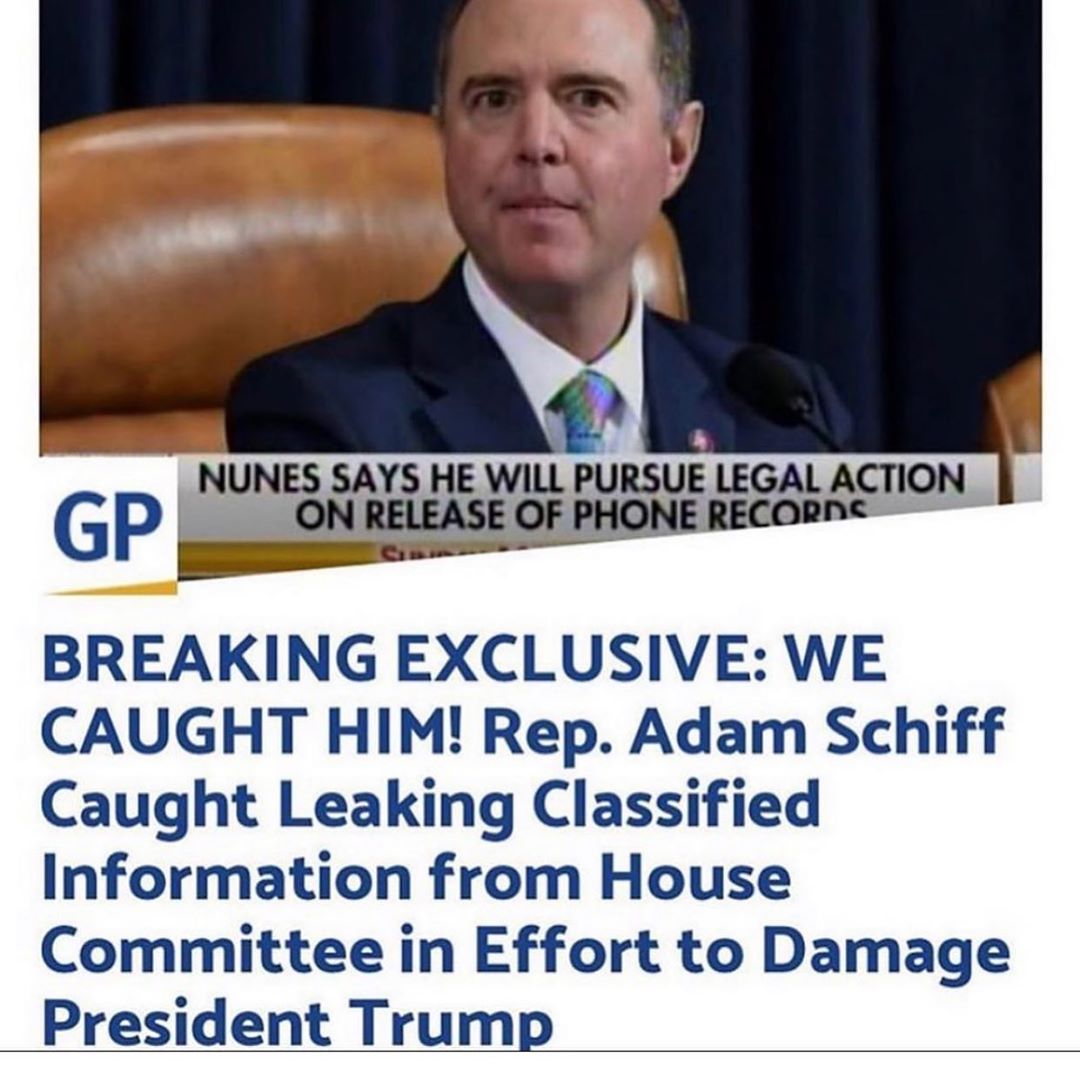 NUNES SAYS HE WILL PURSUE LEGAL ACTION
ON RELEASE OF PHONE RECORDS
GP
BREAKING EXCLUSIVE: WE
CAUGHT HIM! Rep. Adam Schiff
Caught Leaking Classified
Information from House
Committee in Effort to Damage
President Trump